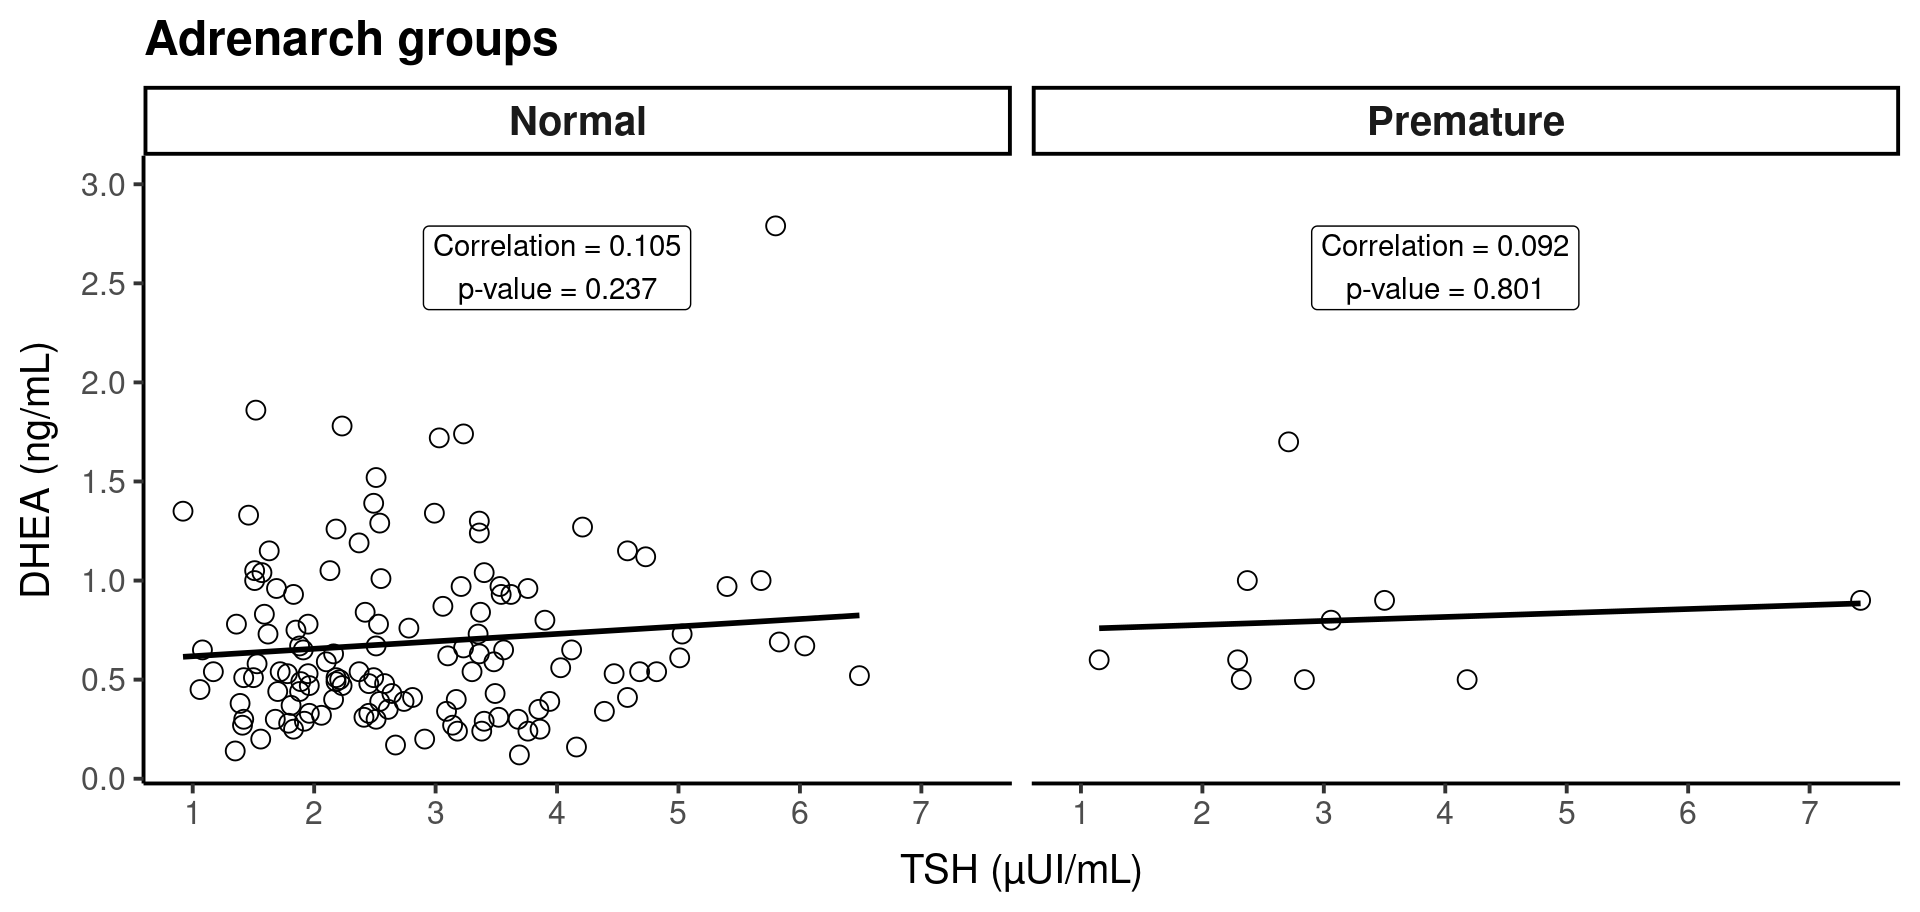 Adrenarch groups
Normal
Premature
DHEA (ng/mL)
3.0
2.5
2.0
1.5
1.0
0.5
0.0
Correlation = 0.105
p-value = 0.237
Correlation = 0.092
p-value = 0.801
1 2 3 4 5 6 7
1 2 3 4 5 6 7
TSH (μUI/mL)